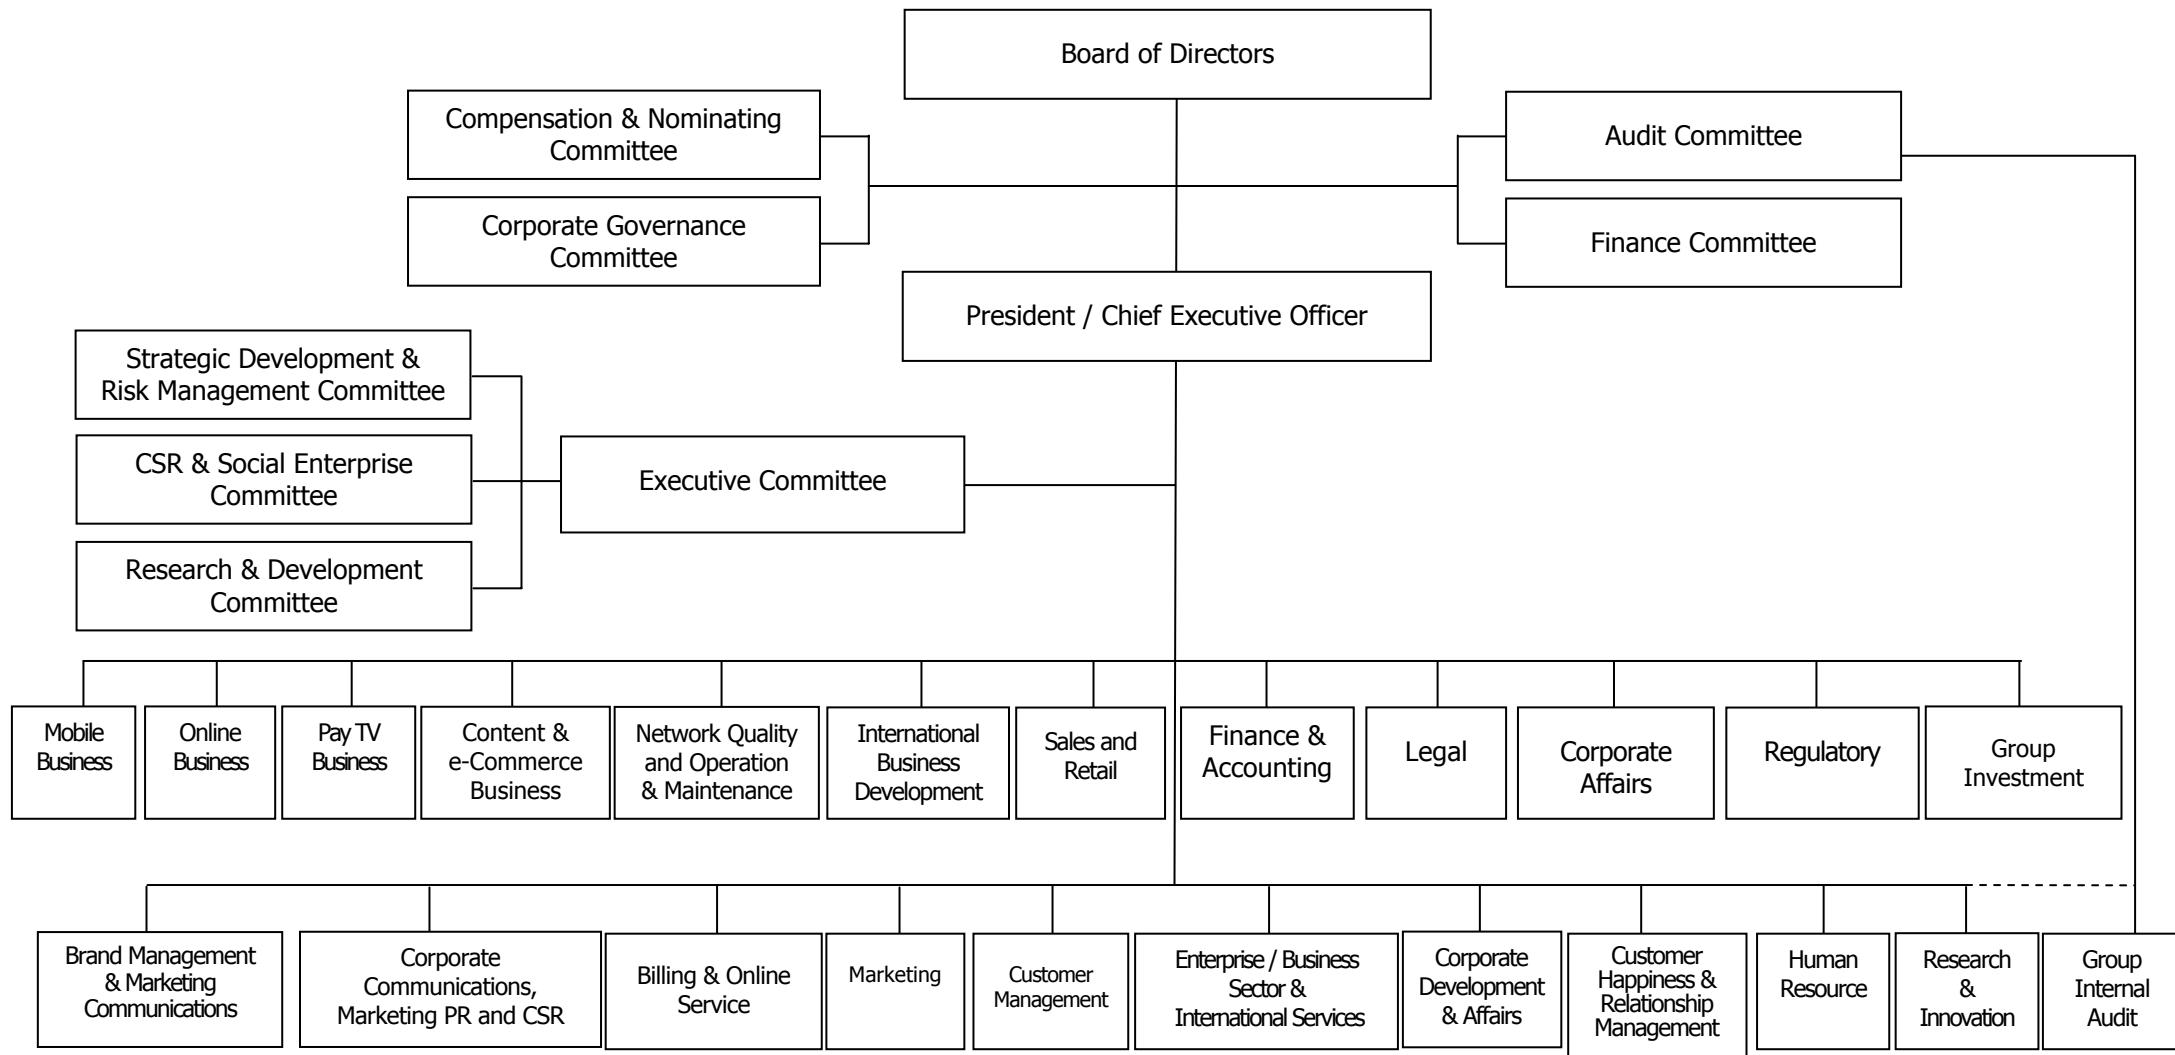 Board of Directors
Compensation & Nominating
Committee
Audit Committee
Corporate Governance
Committee
Finance Committee
President / Chief Executive Officer
Strategic Development &
Risk Management Committee
CSR & Social Enterprise
Committee
Executive Committee
Research & Development
Committee
Mobile
Business
Online
Business
Pay TV
Business
Content &
e-Commerce
Business
Network Quality
and Operation
& Maintenance
International
Business
Development
Sales and
Retail
Finance &
Accounting
Legal
Corporate
Affairs
Regulatory
Group
Investment
Brand Management
& Marketing
Communications
Corporate
Communications,
Marketing PR and CSR
Billing & Online
Service
Marketing
Customer
Management
Enterprise / Business
Sector &
International Services
Corporate
Development
& Affairs
Customer
Happiness &
Relationship
Management
Human
Resource
Research
&
Innovation
Group
Internal
Audit